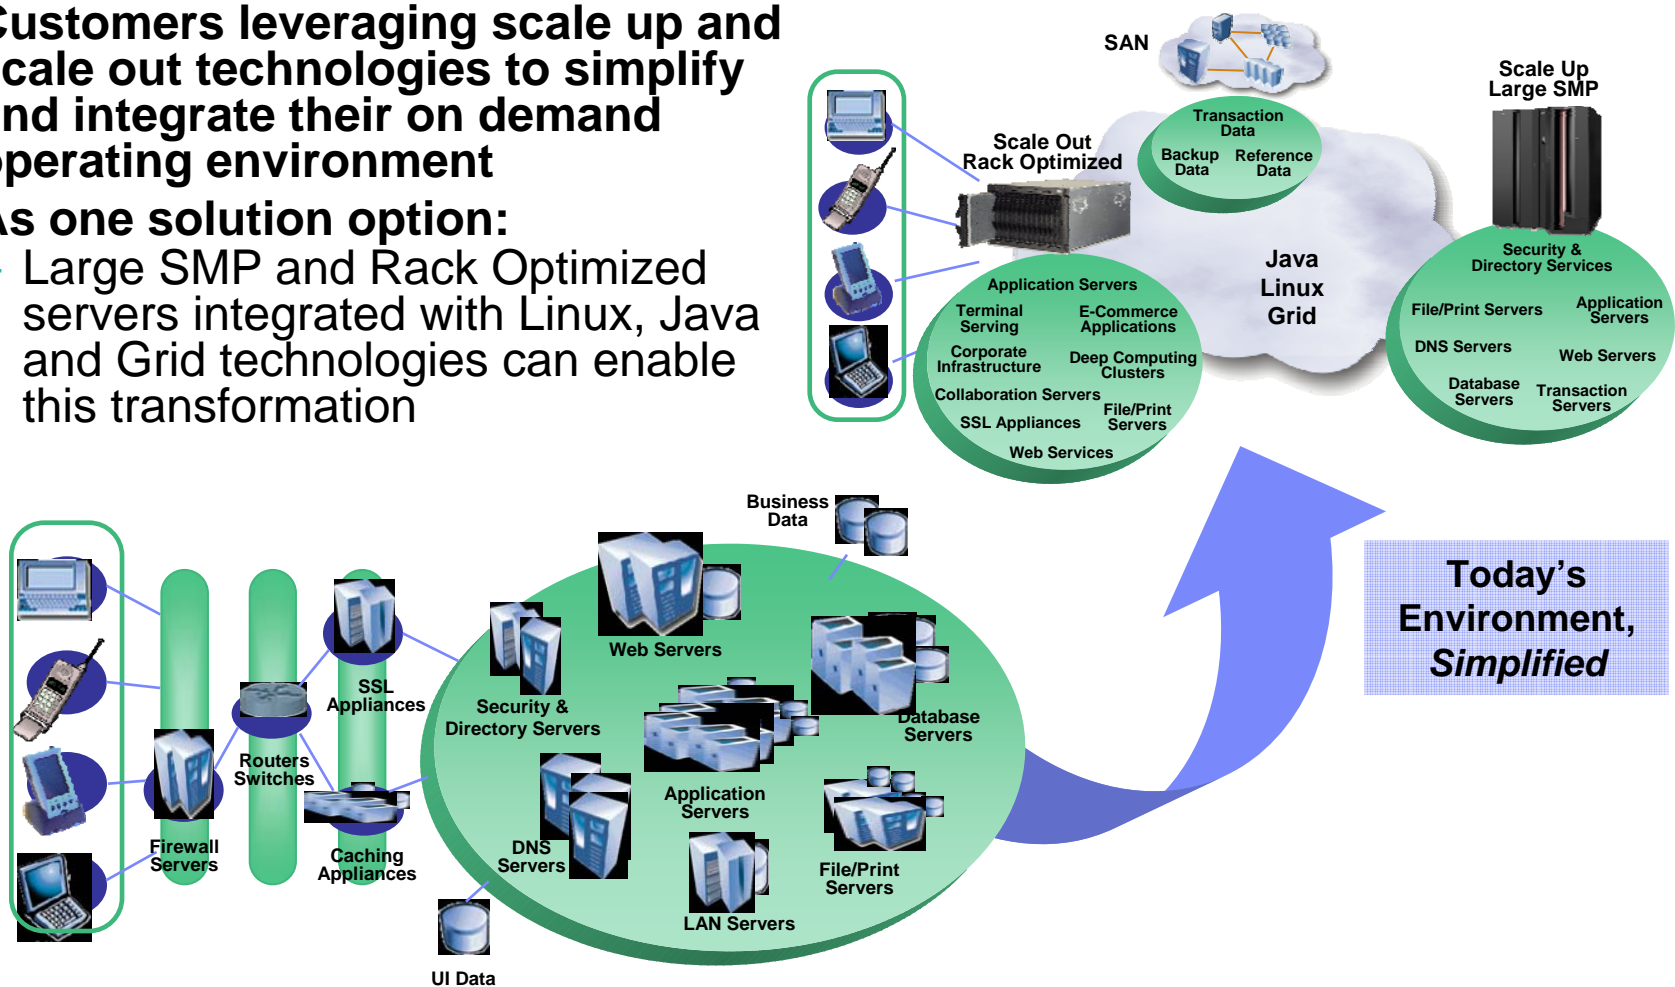 Customers leveraging scale up and
scale out technologies to simplify
and integrate their on demand
operating environment
As one solution option:
– Large SMP and Rack Optimized
servers integrated with Linux, Java
and Grid technologies can enable
this transformation
SAN
Transaction
Data
Backup
Data
Reference
Data
Scale Up
Large SMP
Scale Out
Rack Optimized
Java
Linux
Grid
Application Servers
Terminal
Serving
E-Commerce
Applications
Corporate
Infrastructure
Deep Computing
Clusters
Collaboration Servers
SSL Appliances
File/Print
Servers
Web Services
Security &
Directory Services
File/Print Servers
Application
Servers
DNS Servers
Web Servers
Database
Servers
Transaction
Servers
Business
Data
Web Servers
Security &
Directory Servers
Database
Servers
SSL
Appliances
Routers
Switches
Firewall
Servers
Caching
Appliances
Application
Servers
DNS
Servers
File/Print
Servers
LAN Servers
UI Data
Today’s
Environment,
Simplified